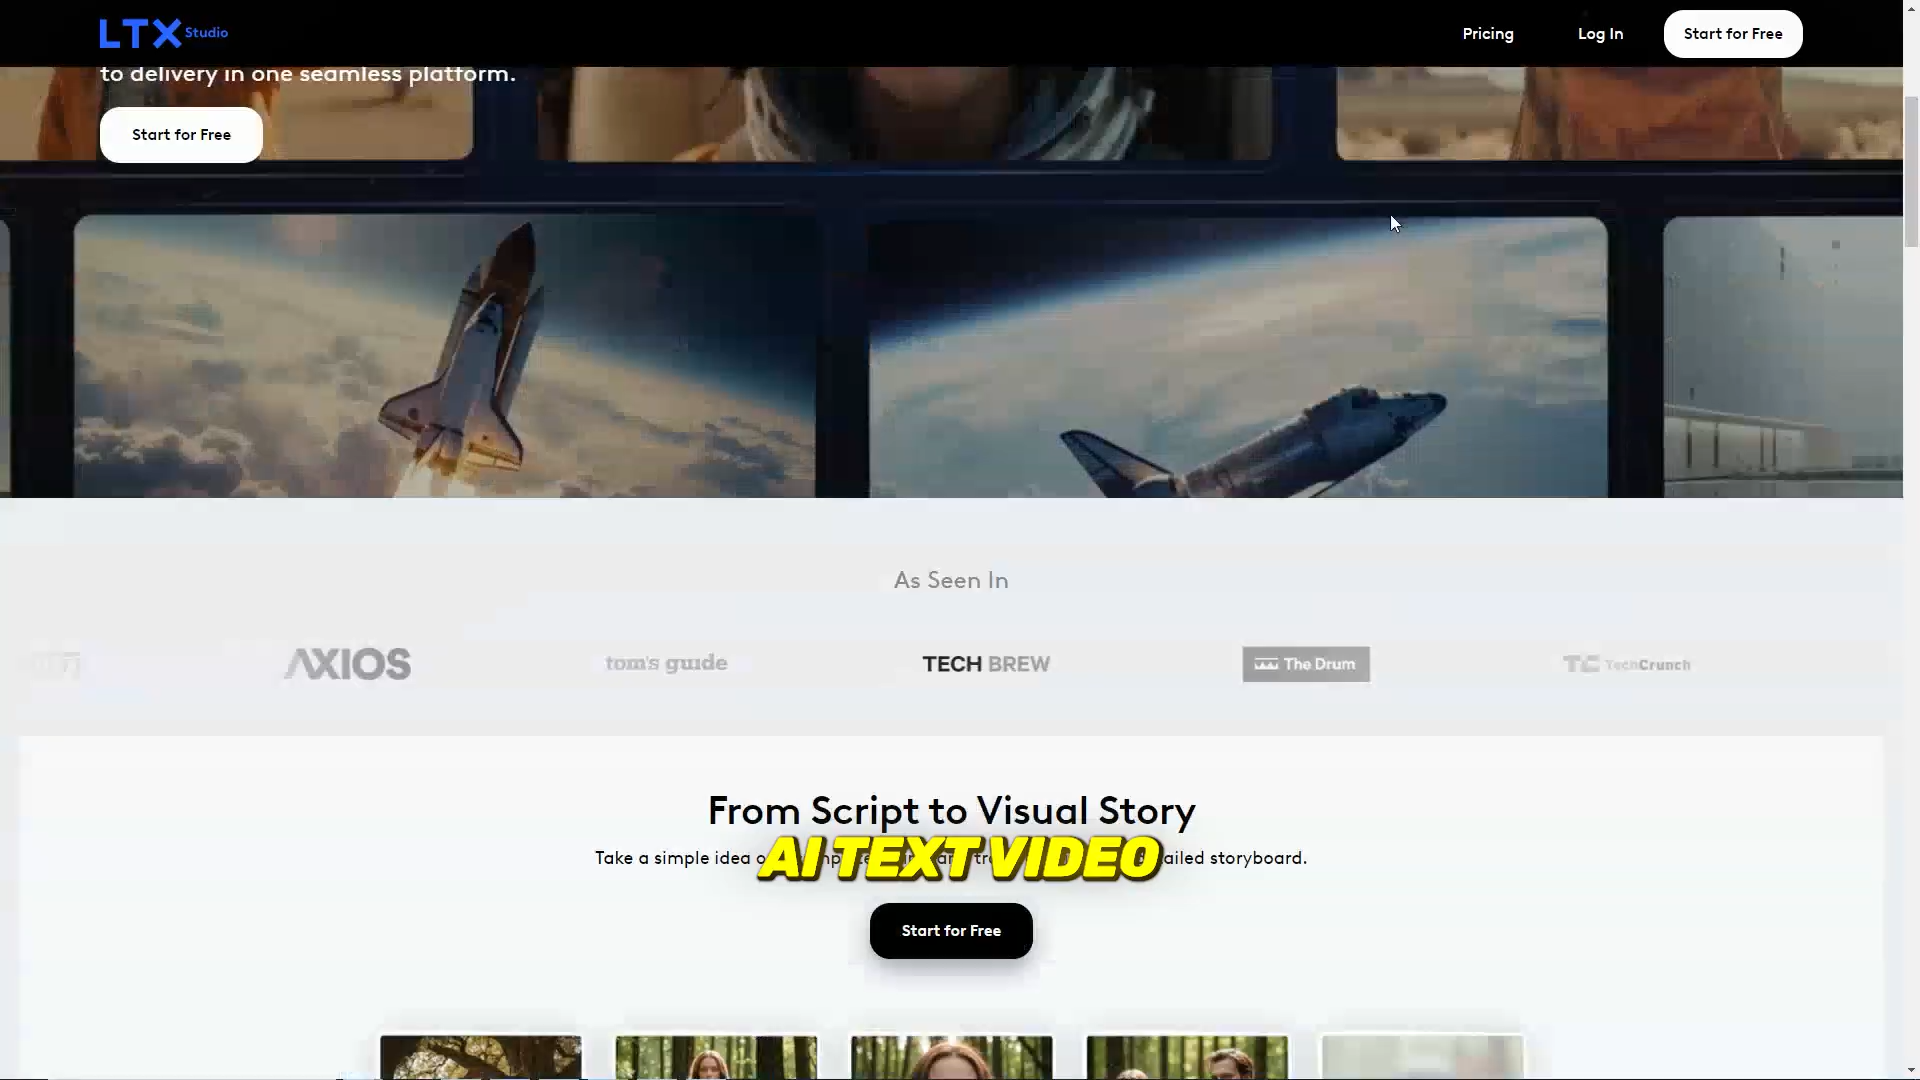 LTX Studio
Pricing
Log In
Start for Free
to delivery in one seamless platform.
Start for Free
As Seen In
AXIOS
tom's guide
TECH BREW
The Drum
TC TechCrunch
From Script to Visual Story
Take a simple idea ailed storyboard.
AI TEXT VIDEO
Start for Free